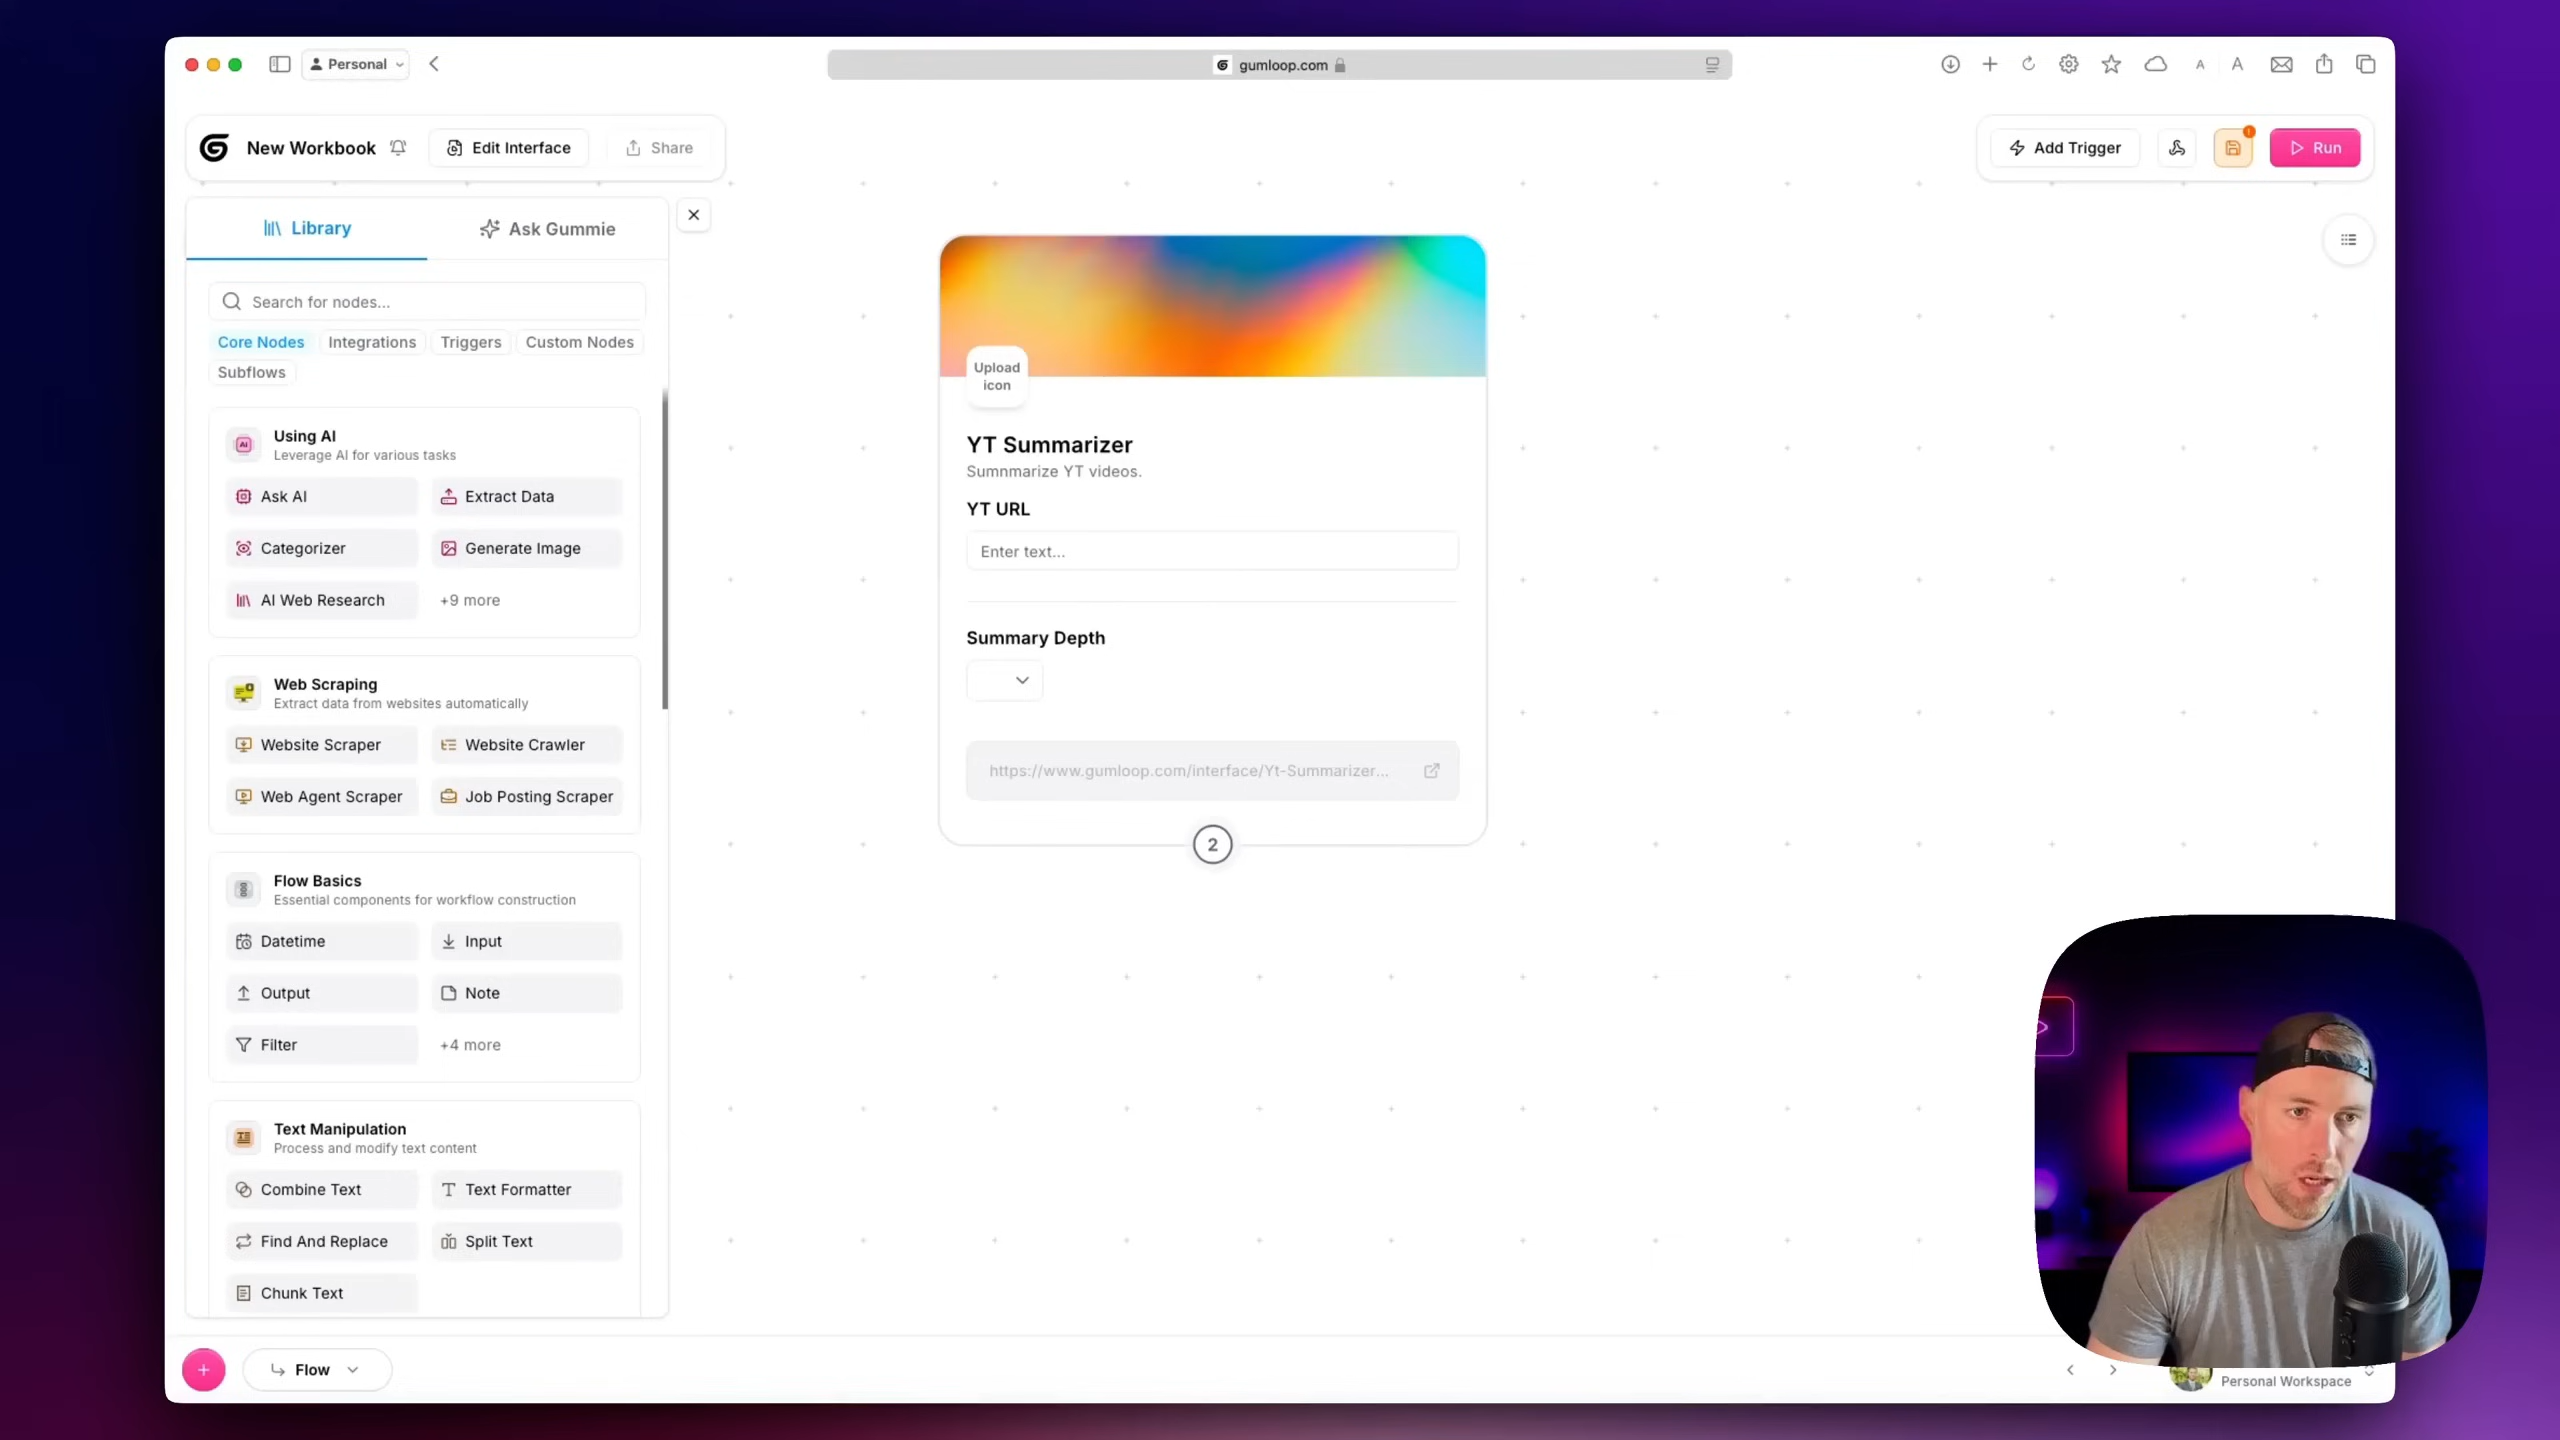 Personal
gumloop.com
A A
New Workbook
Edit Interface
Share
Add Trigger
!
Run
Library
Ask Gummie
Search for nodes...
Core Nodes
Integrations
Triggers
Custom Nodes
Subflows
Using AI
Leverage AI for various tasks
Ask AI
Extract Data
Categorizer
Generate Image
AI Web Research
+9 more
Web Scraping
Extract data from websites automatically
Website Scraper
Website Crawler
Web Agent Scraper
Job Posting Scraper
Flow Basics
Essential components for workflow construction
Datetime
Input
Output
Note
Filter
+4 more
Text Manipulation
Process and modify text content
Combine Text
Text Formatter
Find And Replace
Split Text
Chunk Text
Upload
icon
YT Summarizer
Sumnmarize YT videos.
YT URL
Enter text...
Summary Depth
https://www.gumloop.com/interface/Yt-Summarizer...
2
Flow
Personal Workspace